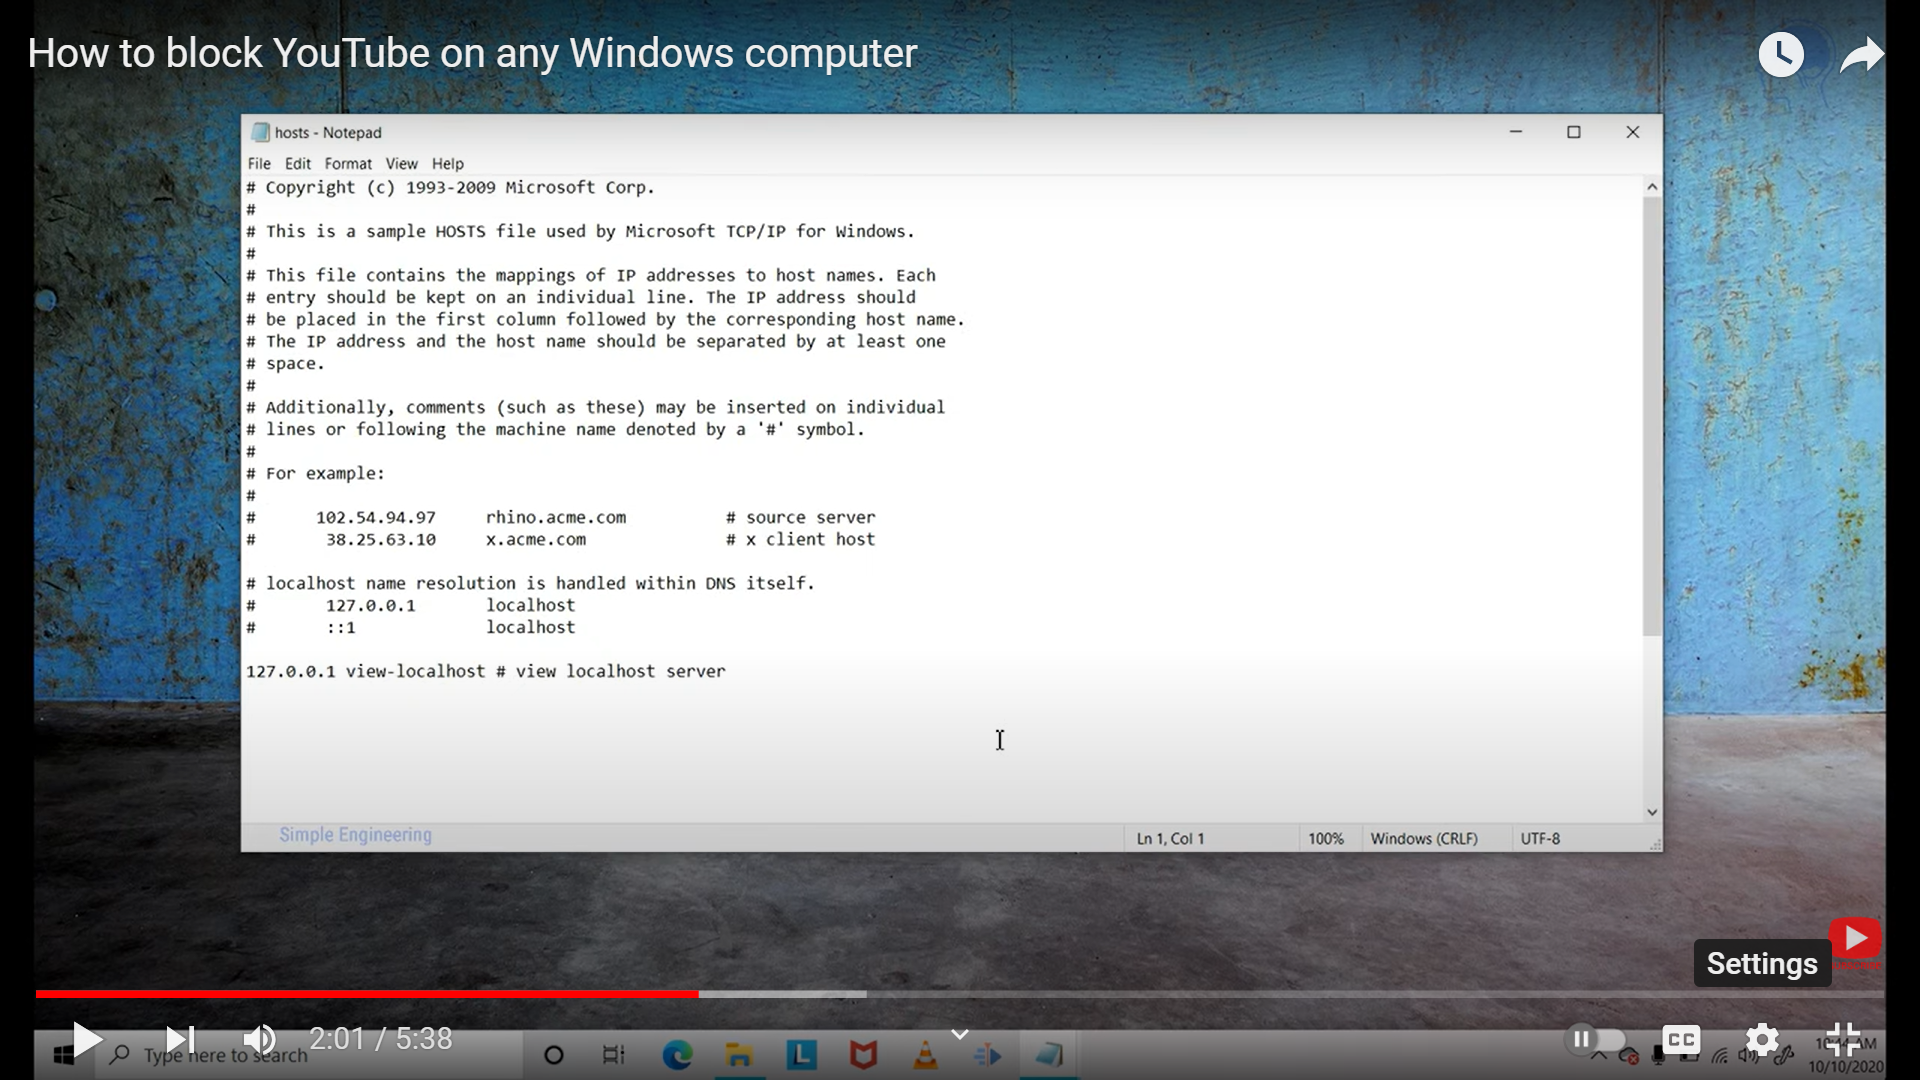 How to block YouTube on any Windows computer
hosts - Notepad
File Edit Format View Help
# Copyright (c) 1993-2009 Microsoft Corp.
#
# This is a sample HOSTS file used by Microsoft TCP/IP for Windows.
#
# This file contains the mappings of IP addresses to host names. Each
# entry should be kept on an individual line. The IP address should
# be placed in the first column followed by the corresponding host name.
# The IP address and the host name should be separated by at least one
# space.
#
# Additionally, comments (such as these) may be inserted on individual
# lines or following the machine name denoted by a '#' symbol.
#
# For example:
#
# 102.54.94.97 rhino.acme.com # source server
# 38.25.63.10 x.acme.com # x client host
# localhost name resolution is handled within DNS itself.
# 127.0.0.1 localhost
# ::1 localhost
127.0.0.1 view-localhost # view localhost server
Simple Engineering
Ln 1, Col 1 100% Windows (CRLF) UTF-8
Settings
2:01 / 5:38
CC
Type here to search
L
10:44 AM
10/10/2020